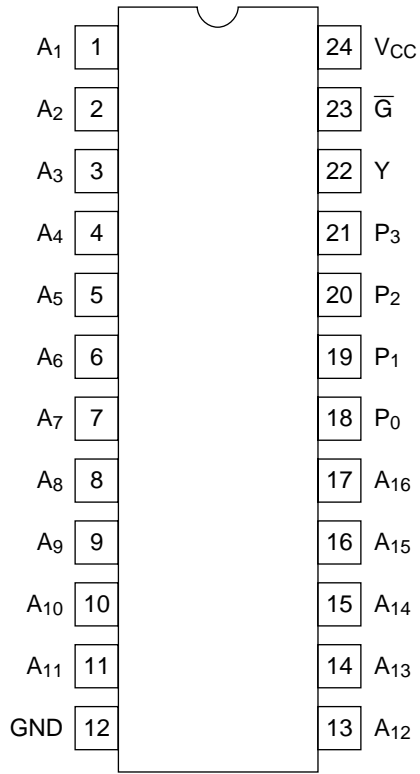 A₁ 1 24 V_CC
A₂ 2 23 G̅
A₃ 3 22 Y
A₄ 4 21 P₃
A₅ 5 20 P₂
A₆ 6 19 P₁
A₇ 7 18 P₀
A₈ 8 17 A₁₆
A₉ 9 16 A₁₅
A₁₀ 10 15 A₁₄
A₁₁ 11 14 A₁₃
GND 12 13 A₁₂